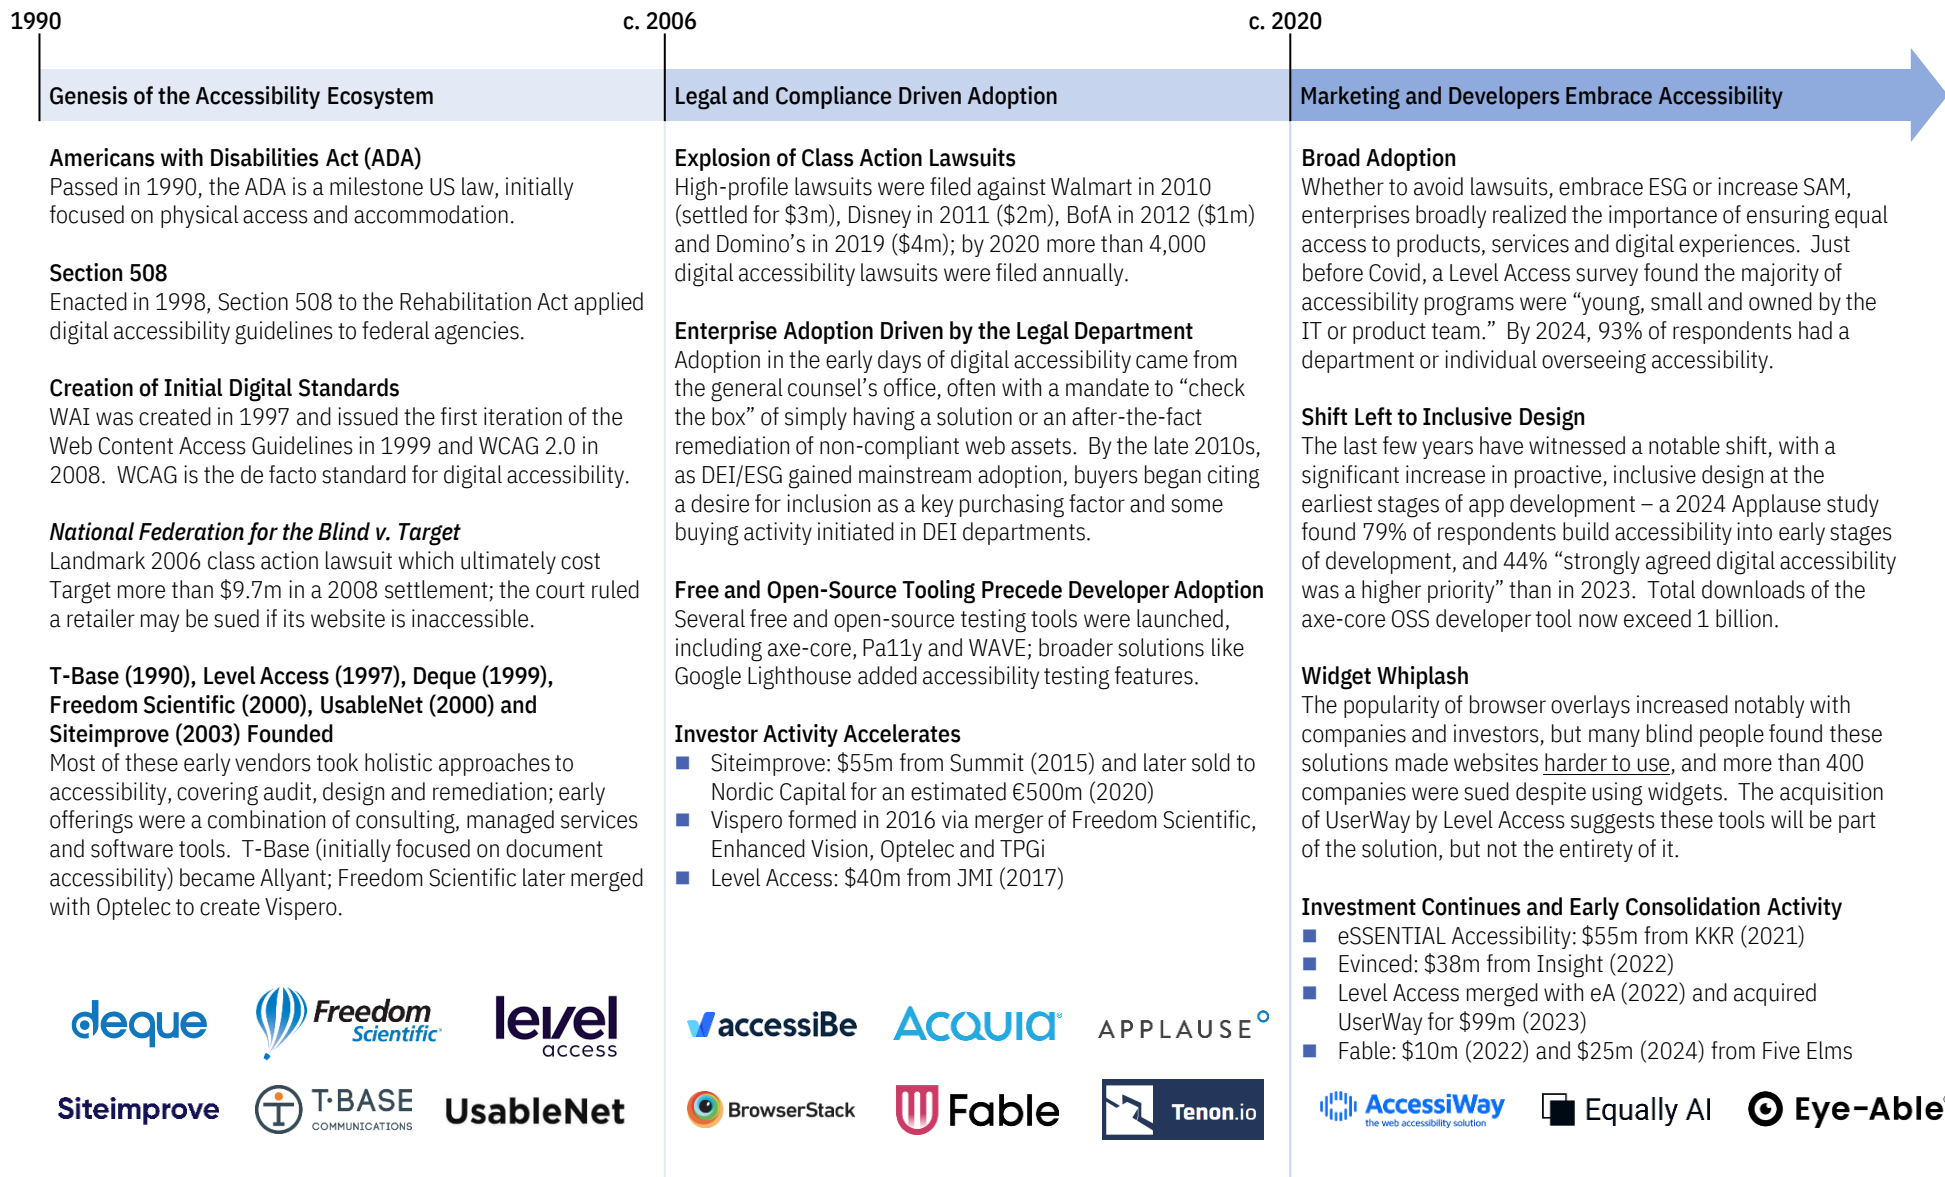 1990
c. 2006
c. 2020
Genesis of the Accessibility Ecosystem
Legal and Compliance Driven Adoption
Marketing and Developers Embrace Accessibility
Americans with Disabilities Act (ADA)
Passed in 1990, the ADA is a milestone US law, initially
focused on physical access and accommodation.
Section 508
Enacted in 1998, Section 508 to the Rehabilitation Act applied
digital accessibility guidelines to federal agencies.
Creation of Initial Digital Standards
WAI was created in 1997 and issued the first iteration of the
Web Content Access Guidelines in 1999 and WCAG 2.0 in
2008.  WCAG is the de facto standard for digital accessibility.
National Federation for the Blind v. Target
Landmark 2006 class action lawsuit which ultimately cost
Target more than $9.7m in a 2008 settlement; the court ruled
a retailer may be sued if its website is inaccessible.
T-Base (1990), Level Access (1997), Deque (1999),
Freedom Scientific (2000), UsableNet (2000) and
Siteimprove (2003) Founded
Most of these early vendors took holistic approaches to
accessibility, covering audit, design and remediation; early
offerings were a combination of consulting, managed services
and software tools.  T-Base (initially focused on document
accessibility) became Allyant; Freedom Scientific later merged
with Optelec to create Vispero.
deque
Freedom
Scientific
level
access
Siteimprove
T·BASE
COMMUNICATIONS
UsableNet
Explosion of Class Action Lawsuits
High-profile lawsuits were filed against Walmart in 2010
(settled for $3m), Disney in 2011 ($2m), BofA in 2012 ($1m)
and Domino's in 2019 ($4m); by 2020 more than 4,000
digital accessibility lawsuits were filed annually.
Enterprise Adoption Driven by the Legal Department
Adoption in the early days of digital accessibility came from
the general counsel's office, often with a mandate to “check
the box” of simply having a solution or an after-the-fact
remediation of non-compliant web assets.  By the late 2010s,
as DEI/ESG gained mainstream adoption, buyers began citing
a desire for inclusion as a key purchasing factor and some
buying activity initiated in DEI departments.
Free and Open-Source Tooling Precede Developer Adoption
Several free and open-source testing tools were launched,
including axe-core, Pa11y and WAVE; broader solutions like
Google Lighthouse added accessibility testing features.
Investor Activity Accelerates
■ Siteimprove: $55m from Summit (2015) and later sold to
Nordic Capital for an estimated €500m (2020)
■ Vispero formed in 2016 via merger of Freedom Scientific,
Enhanced Vision, Optelec and TPGi
■ Level Access: $40m from JMI (2017)
accessiBe
ACQUIA
APPLAUSE
BrowserStack
Fable
Tenon.io
Broad Adoption
Whether to avoid lawsuits, embrace ESG or increase SAM,
enterprises broadly realized the importance of ensuring equal
access to products, services and digital experiences.  Just
before Covid, a Level Access survey found the majority of
accessibility programs were “young, small and owned by the
IT or product team.”  By 2024, 93% of respondents had a
department or individual overseeing accessibility.
Shift Left to Inclusive Design
The last few years have witnessed a notable shift, with a
significant increase in proactive, inclusive design at the
earliest stages of app development – a 2024 Applause study
found 79% of respondents build accessibility into early stages
of development, and 44% “strongly agreed digital accessibility
was a higher priority” than in 2023.  Total downloads of the
axe-core OSS developer tool now exceed 1 billion.
Widget Whiplash
The popularity of browser overlays increased notably with
companies and investors, but many blind people found these
solutions made websites harder to use, and more than 400
companies were sued despite using widgets.  The acquisition
of UserWay by Level Access suggests these tools will be part
of the solution, but not the entirety of it.
Investment Continues and Early Consolidation Activity
■ eSSENTIAL Accessibility: $55m from KKR (2021)
■ Evinced: $38m from Insight (2022)
■ Level Access merged with eA (2022) and acquired
UserWay for $99m (2023)
■ Fable: $10m (2022) and $25m (2024) from Five Elms
AccessiWay
the web accessibility solution
Equally AI
Eye-Able